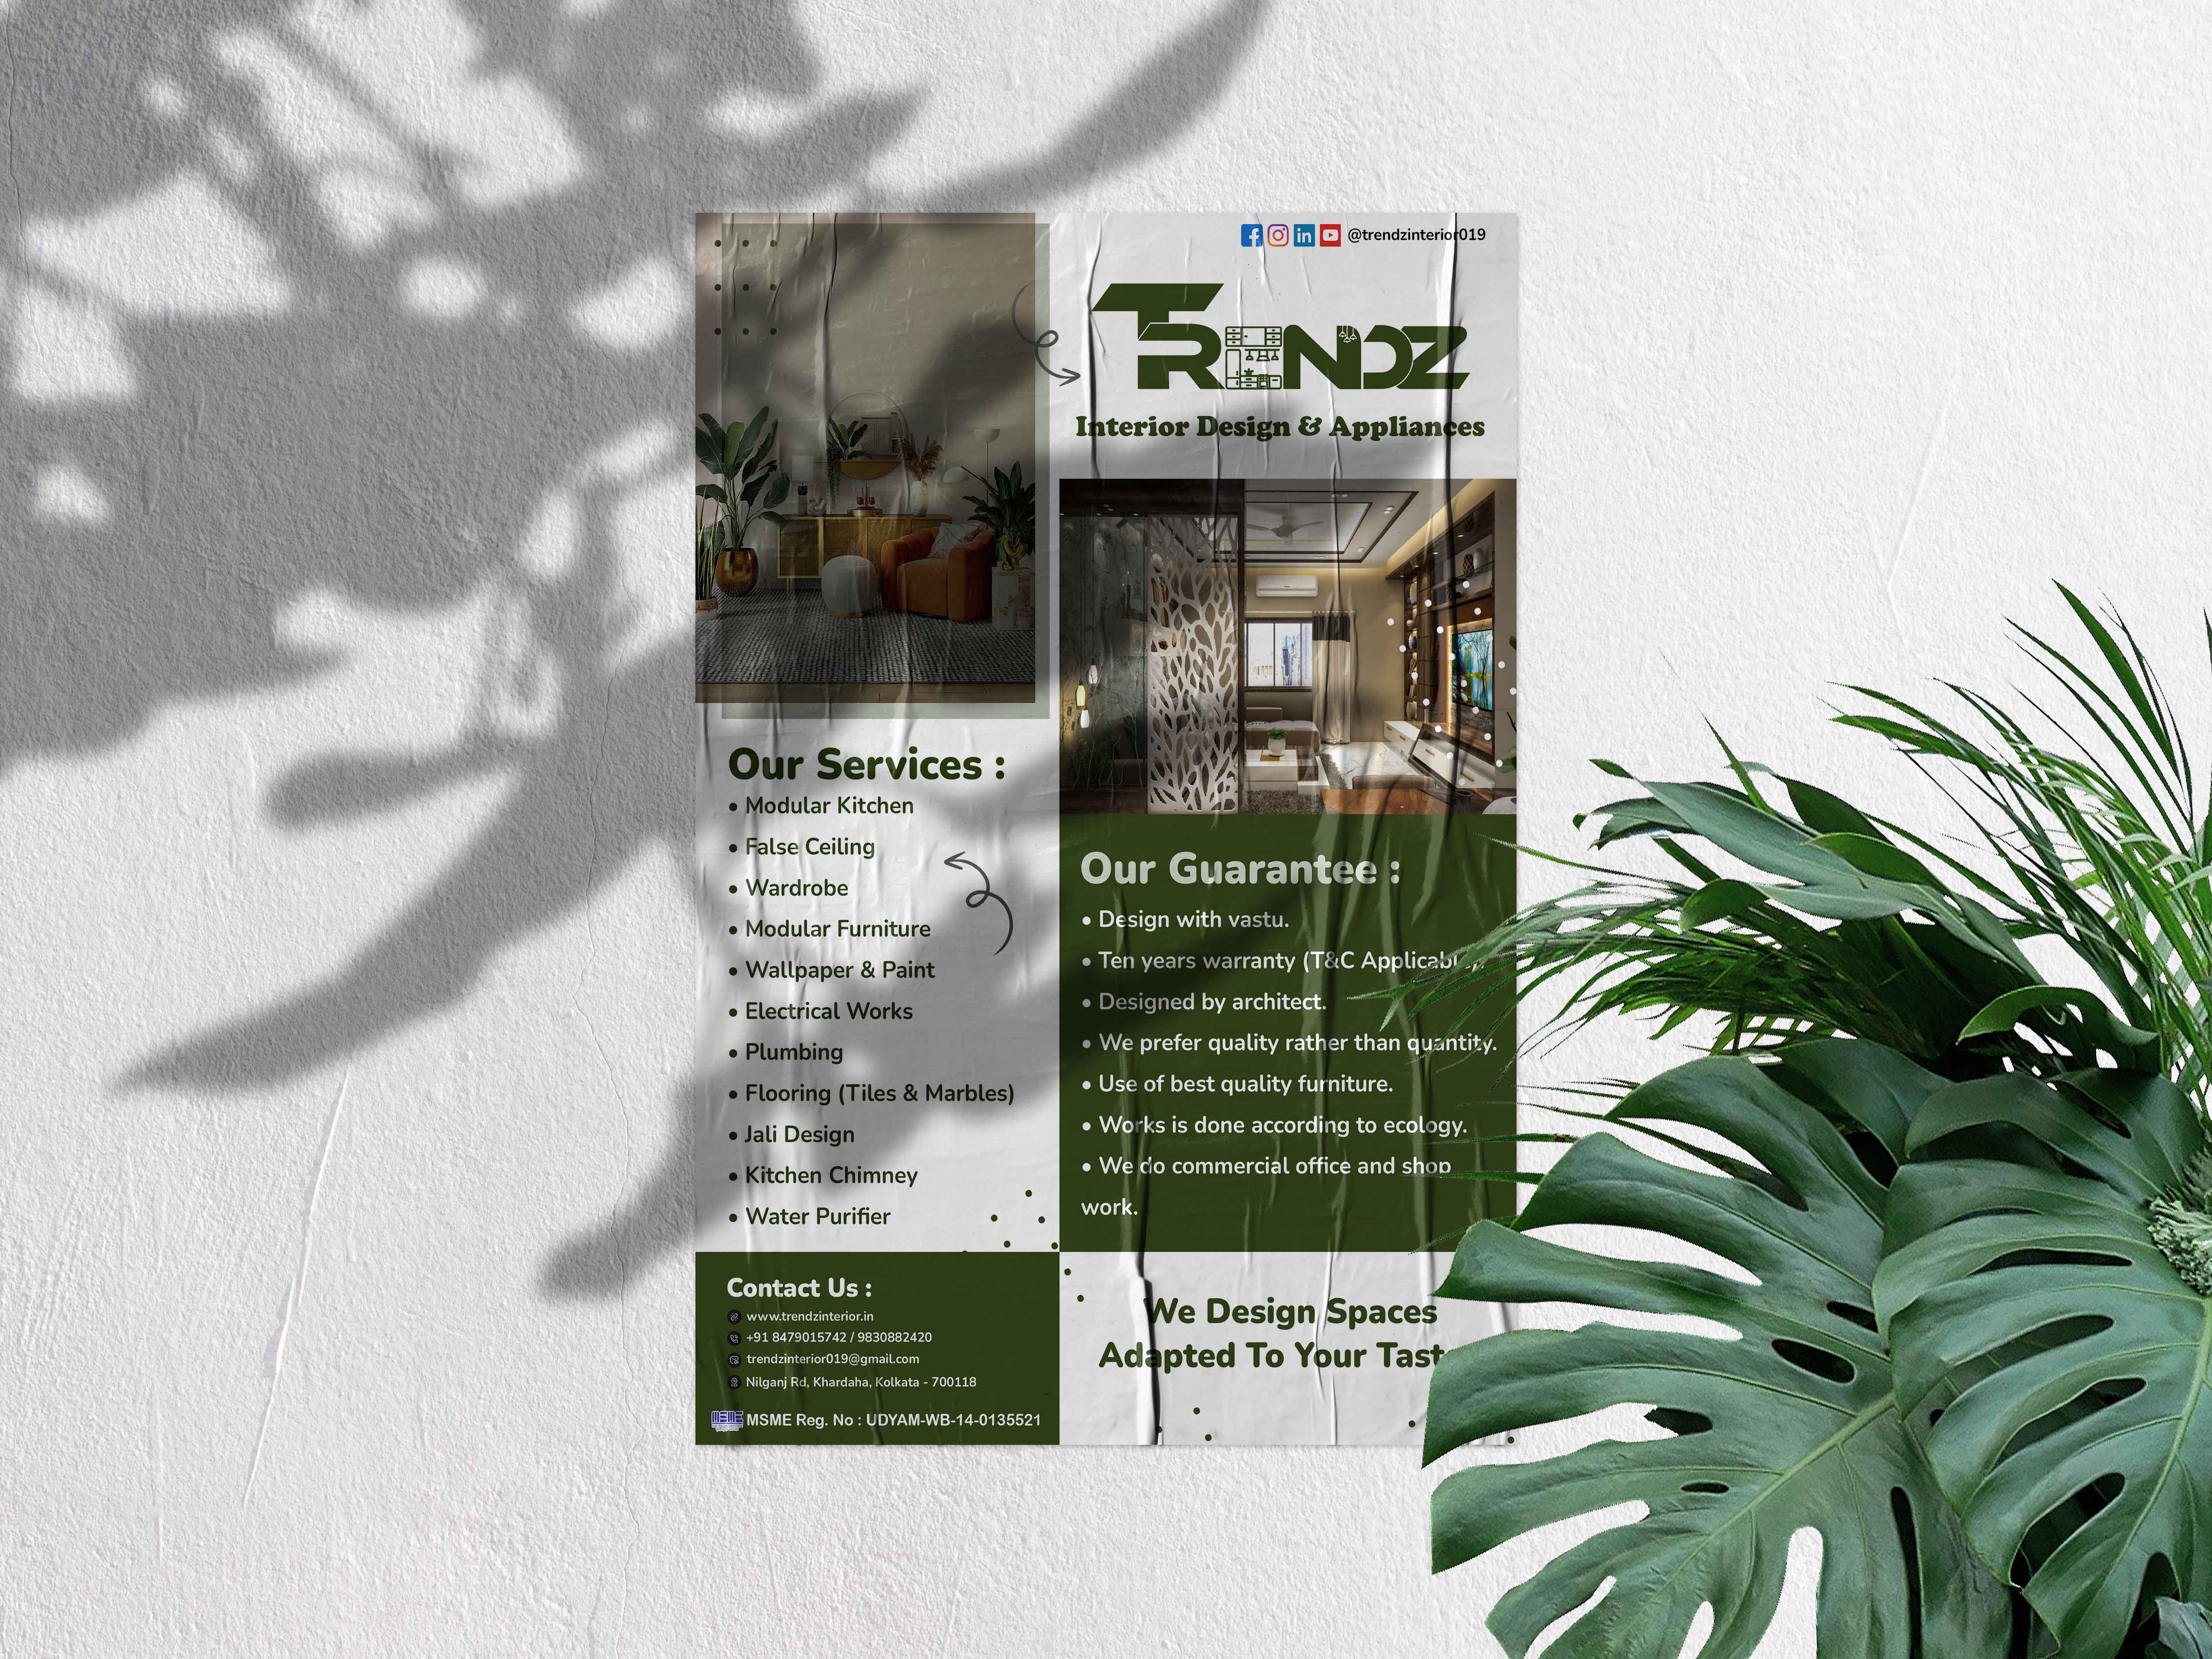 @trendzinterior019
TRENDZ
Interior Design & Appliances
Our Services :
• Modular Kitchen
• False Ceiling
• Wardrobe
• Modular Furniture
• Wallpaper & Paint
• Electrical Works
• Plumbing
• Flooring (Tiles & Marbles)
• Jali Design
• Kitchen Chimney
• Water Purifier
Our Guarantee :
• Design with vastu.
• Ten years warranty (T&C Applicable).
• Designed by architect.
• We prefer quality rather than quantity.
• Use of best quality furniture.
• Works is done according to ecology.
• We do commercial office and shop
work.
Contact Us :
www.trendzinterior.in
+91 8479015742 / 9830882420
trendzinterior019@gmail.com
Nilganj Rd, Khardaha, Kolkata - 700118
MSME MSME Reg. No : UDYAM-WB-14-0135521
We Design Spaces
Adapted To Your Taste